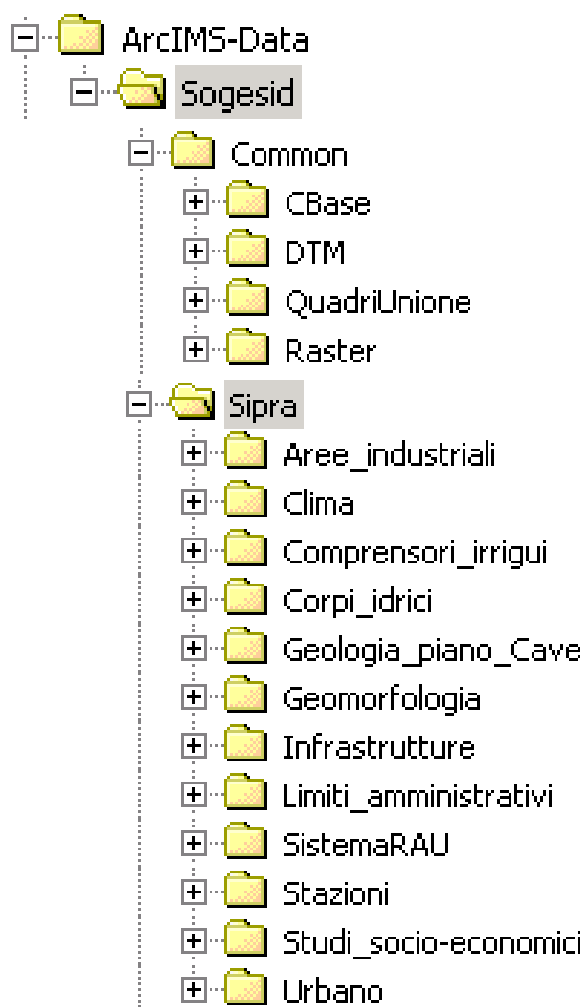 ArcIMS-Data
Sogesid
Common
CBase
DTM
QuadriUnione
Raster
Sipra
Aree_industriali
Clima
Comprensori_irrigui
Corpi_idrici
Geologia_piano_Cave
Geomorfologia
Infrastrutture
Limiti_amministrativi
SistemaRAU
Stazioni
Studi_socio-economici
Urbano